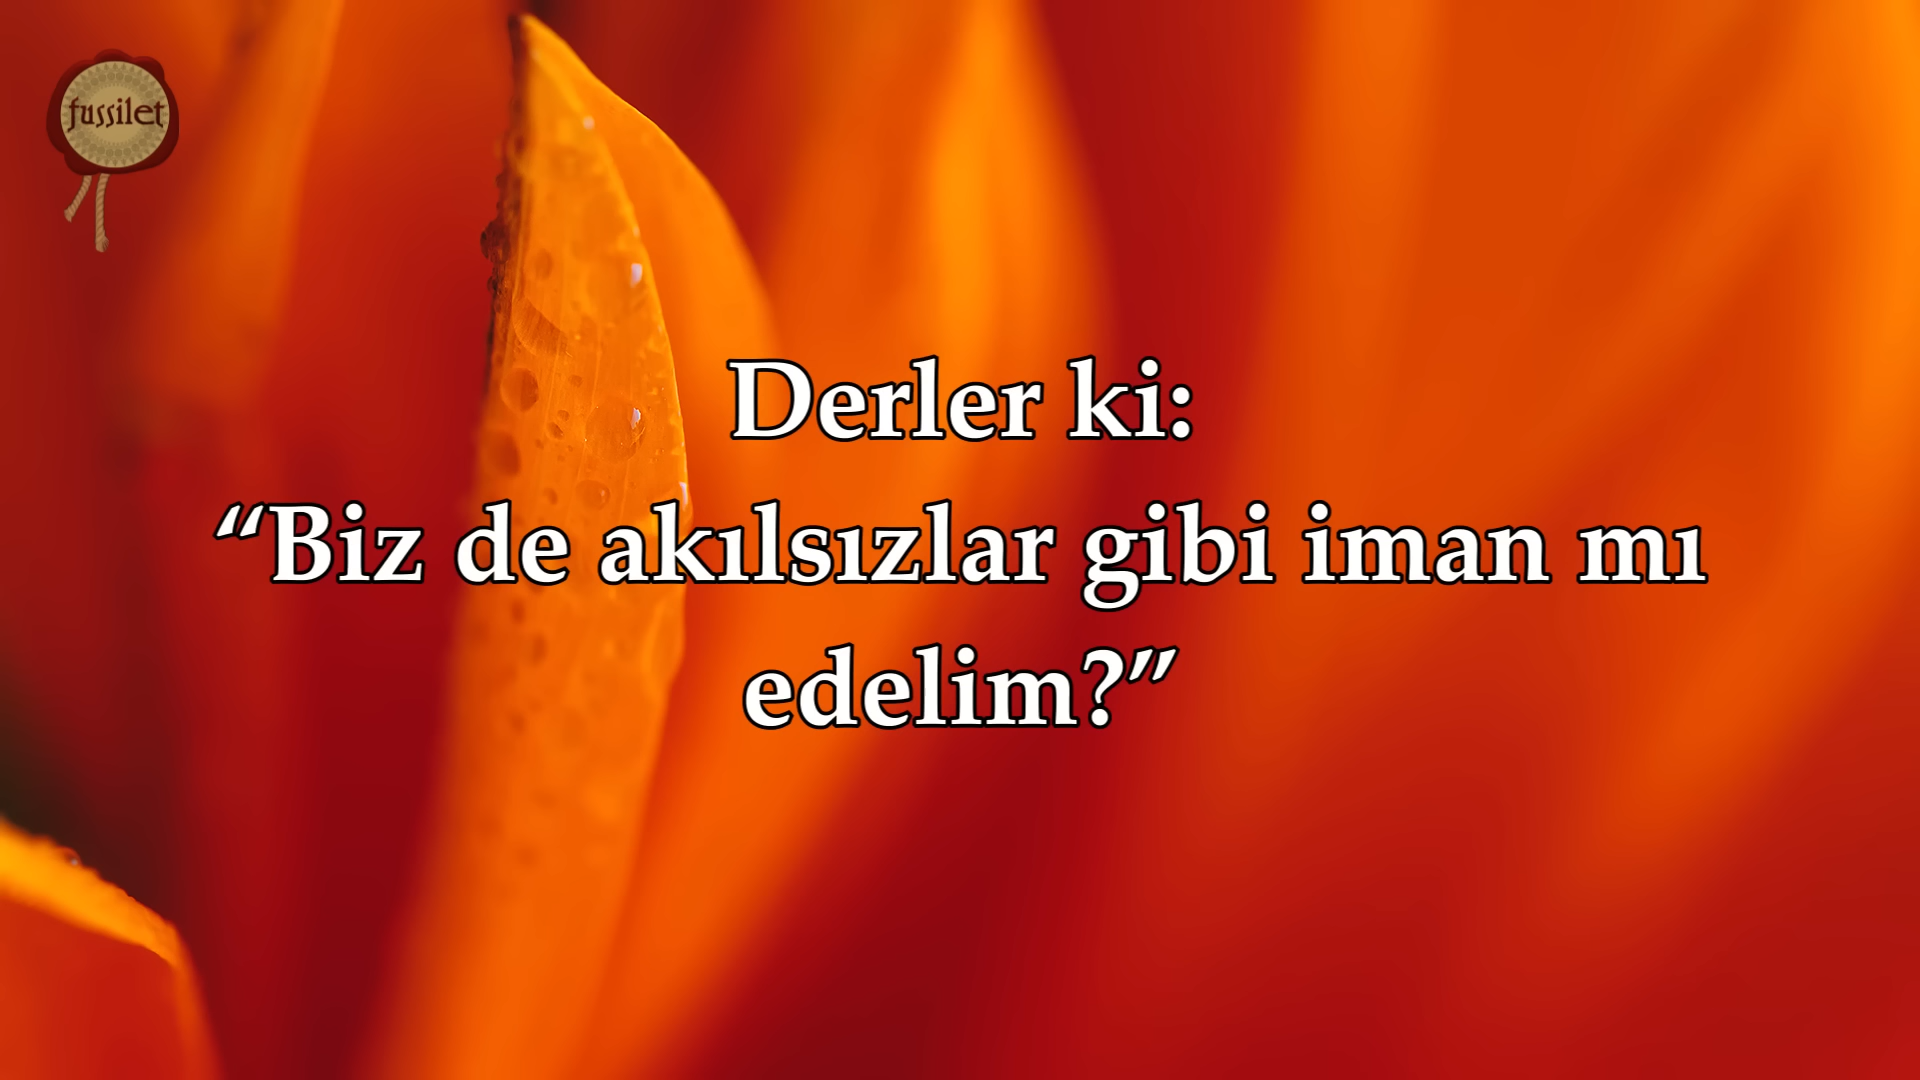 fussilet
Derler ki:
“Biz de akılsızlar gibi iman mı
edelim?”